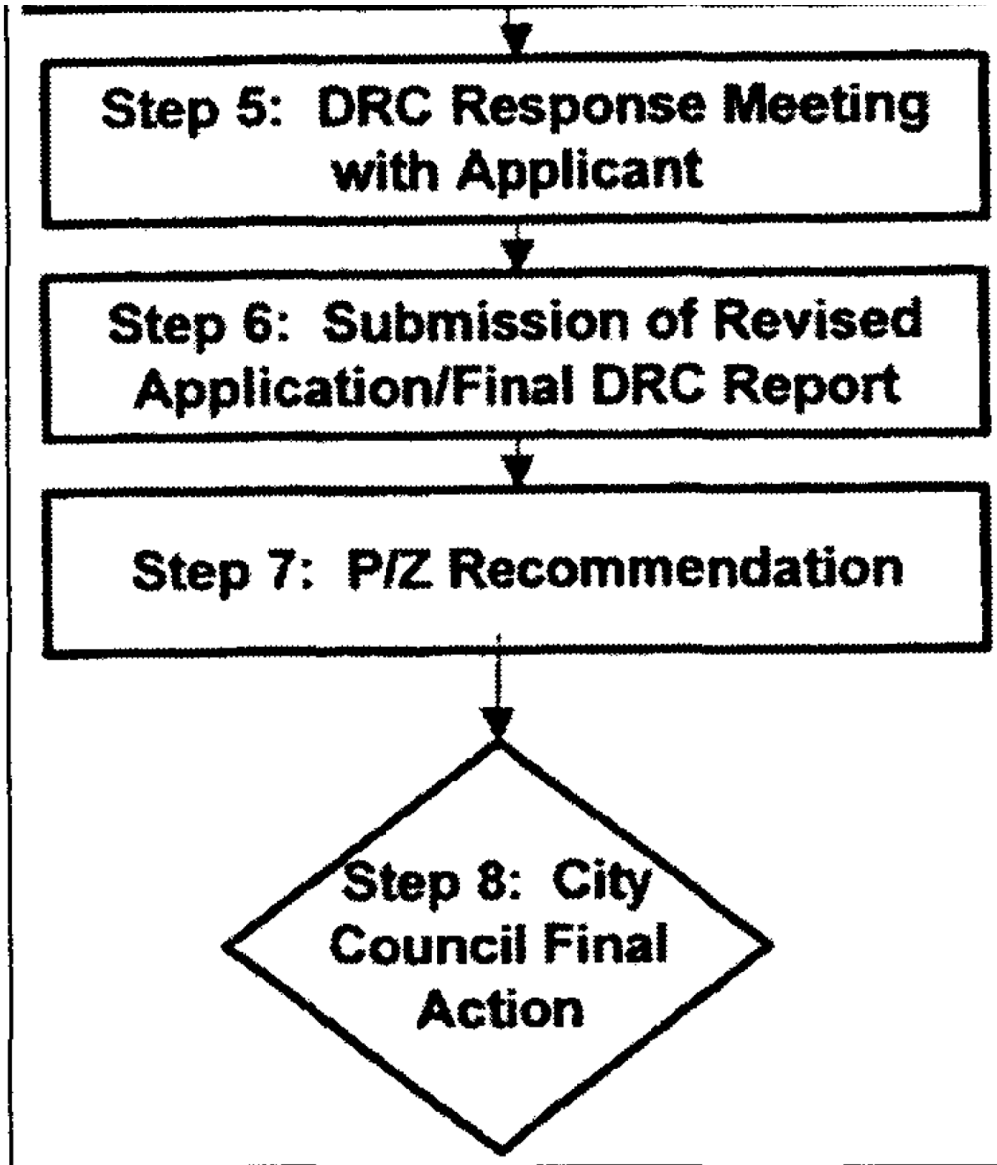 Step 5: DRC Response Meeting
with Applicant
Step 6: Submission of Revised
Application/Final DRC Report
Step 7: P/Z Recommendation
Step 8: City
Council Final
Action